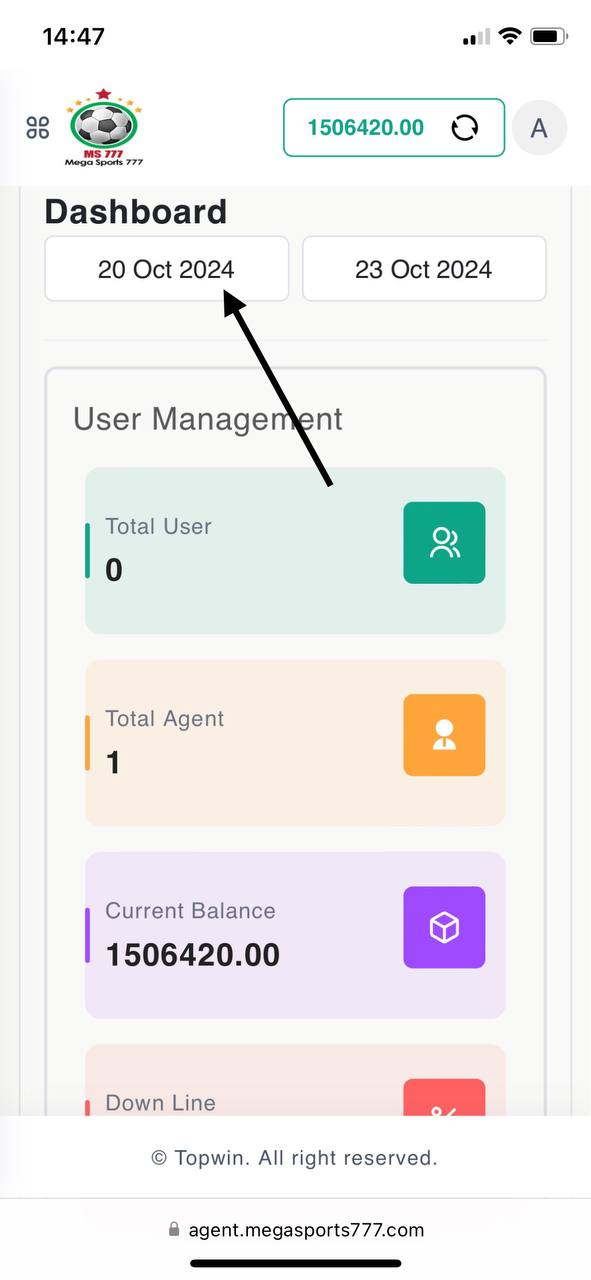 14:47
MS 777
Mega Sports 777
1506420.00
A
Dashboard
20 Oct 2024
23 Oct 2024
User Management
Total User
0
Total Agent
1
Current Balance
1506420.00
Down Line
© Topwin. All right reserved.
agent.megasports777.com